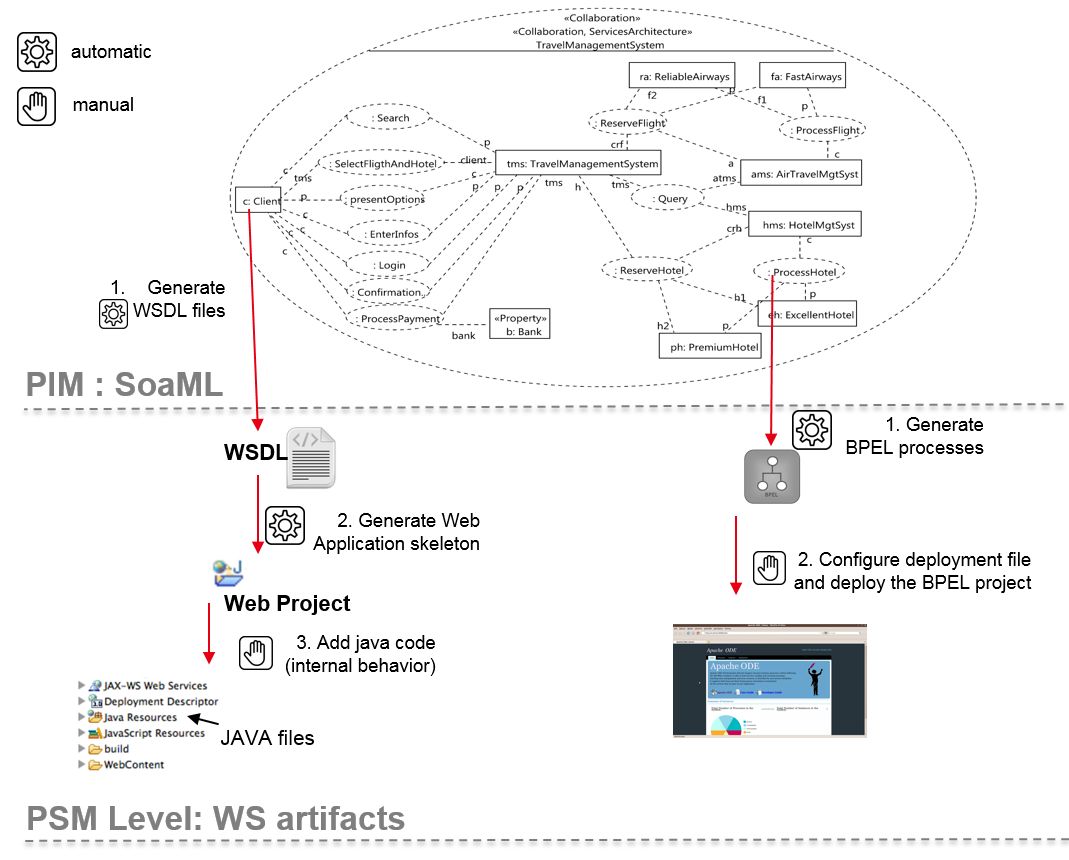 «Collaboration»
«Collaboration, ServicesArchitecture»
TravelManagementSystem
automatic
manual
ra: ReliableAirways
fa: FastAirways
f2
p
f1
p
: Search
: ReserveFlight
: ProcessFlight
p
crf
c
: SelectFligthAndHotel
client
tms: TravelManagementSystem
a
ams: AirTravelMgtSyst
c
tms
c
p
p
p
tms
h
tms
atms
c: Client
p
: presentOptions
: Query
hms
c
c
c
: EnterInfos
crh
hms: HotelMgtSyst
c
: Login
: ReserveHotel
: ProcessHotel
1. Generate
WSDL files
: Confirmation
h1
p
: ProcessPayment
«Property»
b: Bank
bank
h2
p
eh: ExcellentHotel
ph: PremiumHotel
PIM : SoaML
WSDL
</>
1. Generate
BPEL processes
BPEL
2. Generate Web
Application skeleton
2. Configure deployment file
and deploy the BPEL project
J
Web Project
3. Add java code
(internal behavior)
Apache ODE
Apache ODE
JAX-WS Web Services
Deployment Descriptor
Java Resources
JavaScript Resources
build
WebContent
JAVA files
PSM Level: WS artifacts